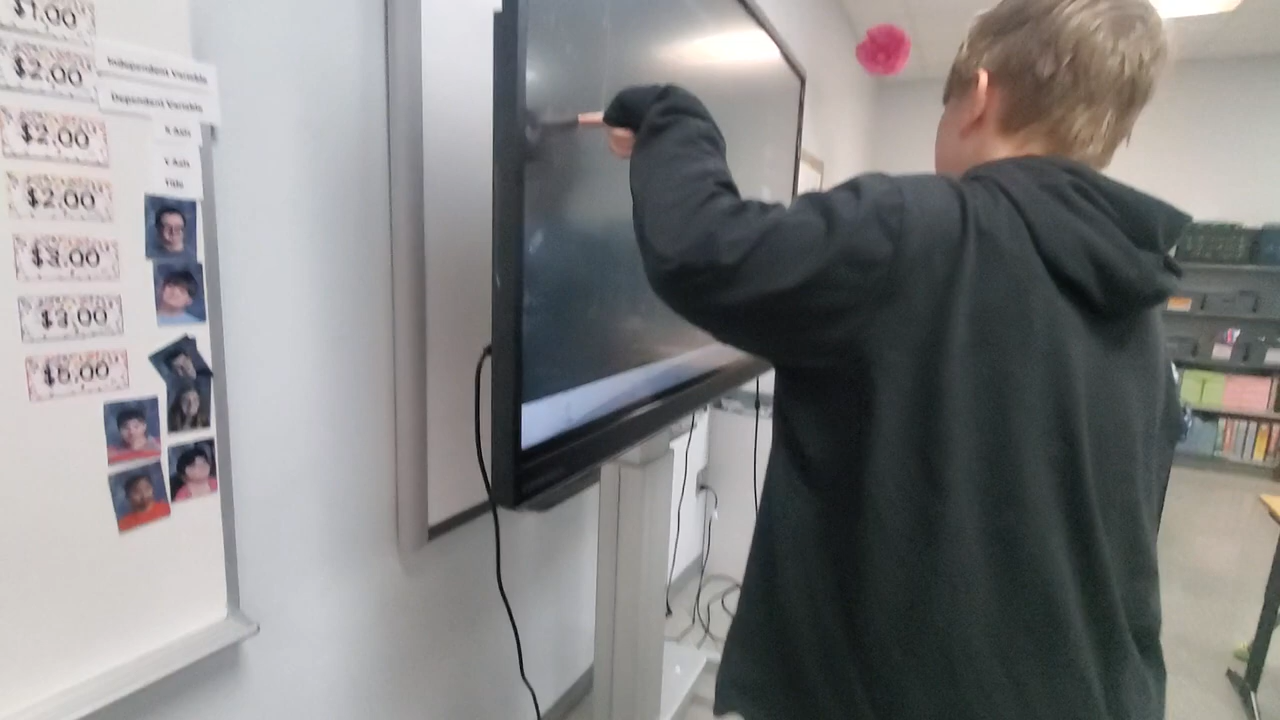 $1.00
$2.00
Independent Variable
Dependent Variable
$2.00
X-Axis
Y-Axis
Title
$2.00
$3.00
$3.00
$5.00